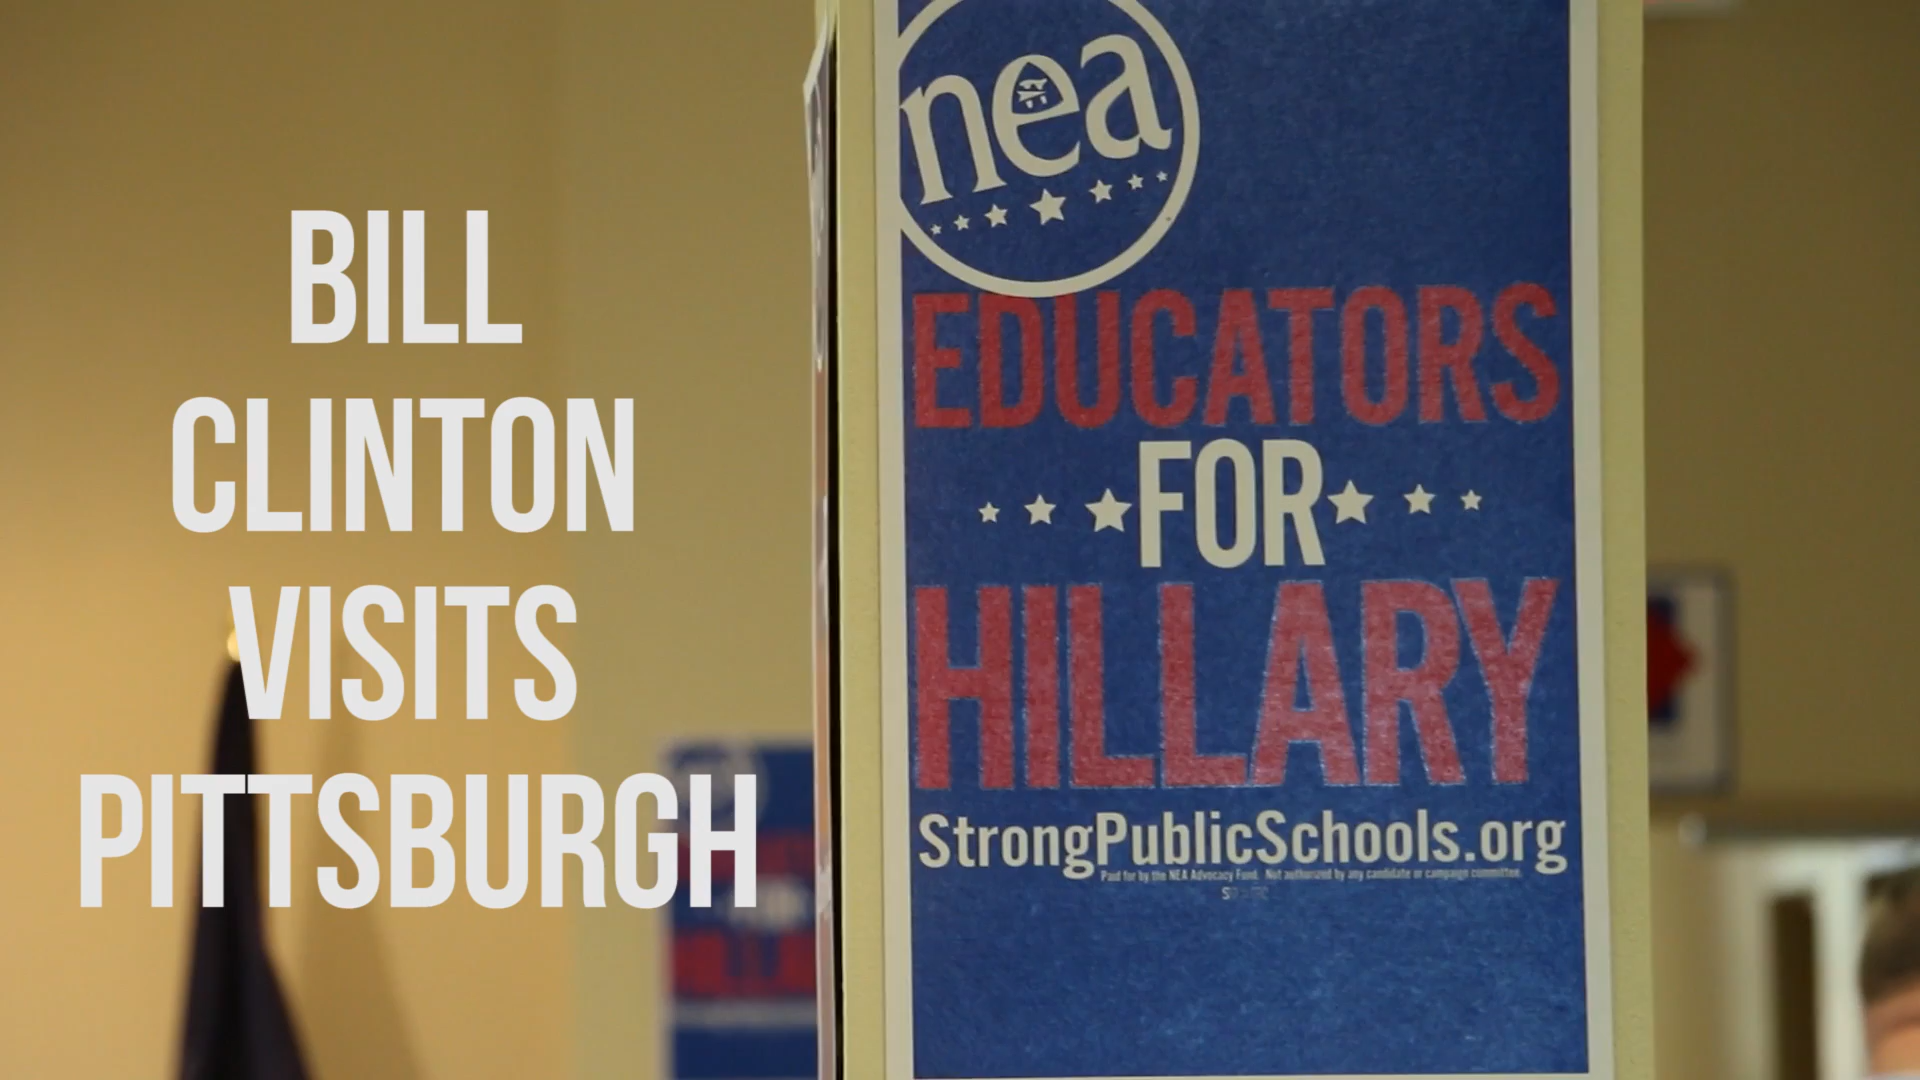 BILL
CLINTON
VISITS
PITTSBURGH
nea
EDUCATORS
FOR
HILLARY
StrongPublicSchools.org
Paid for by the NEA Advocacy Fund. Not authorized by any candidate or campaign committee.